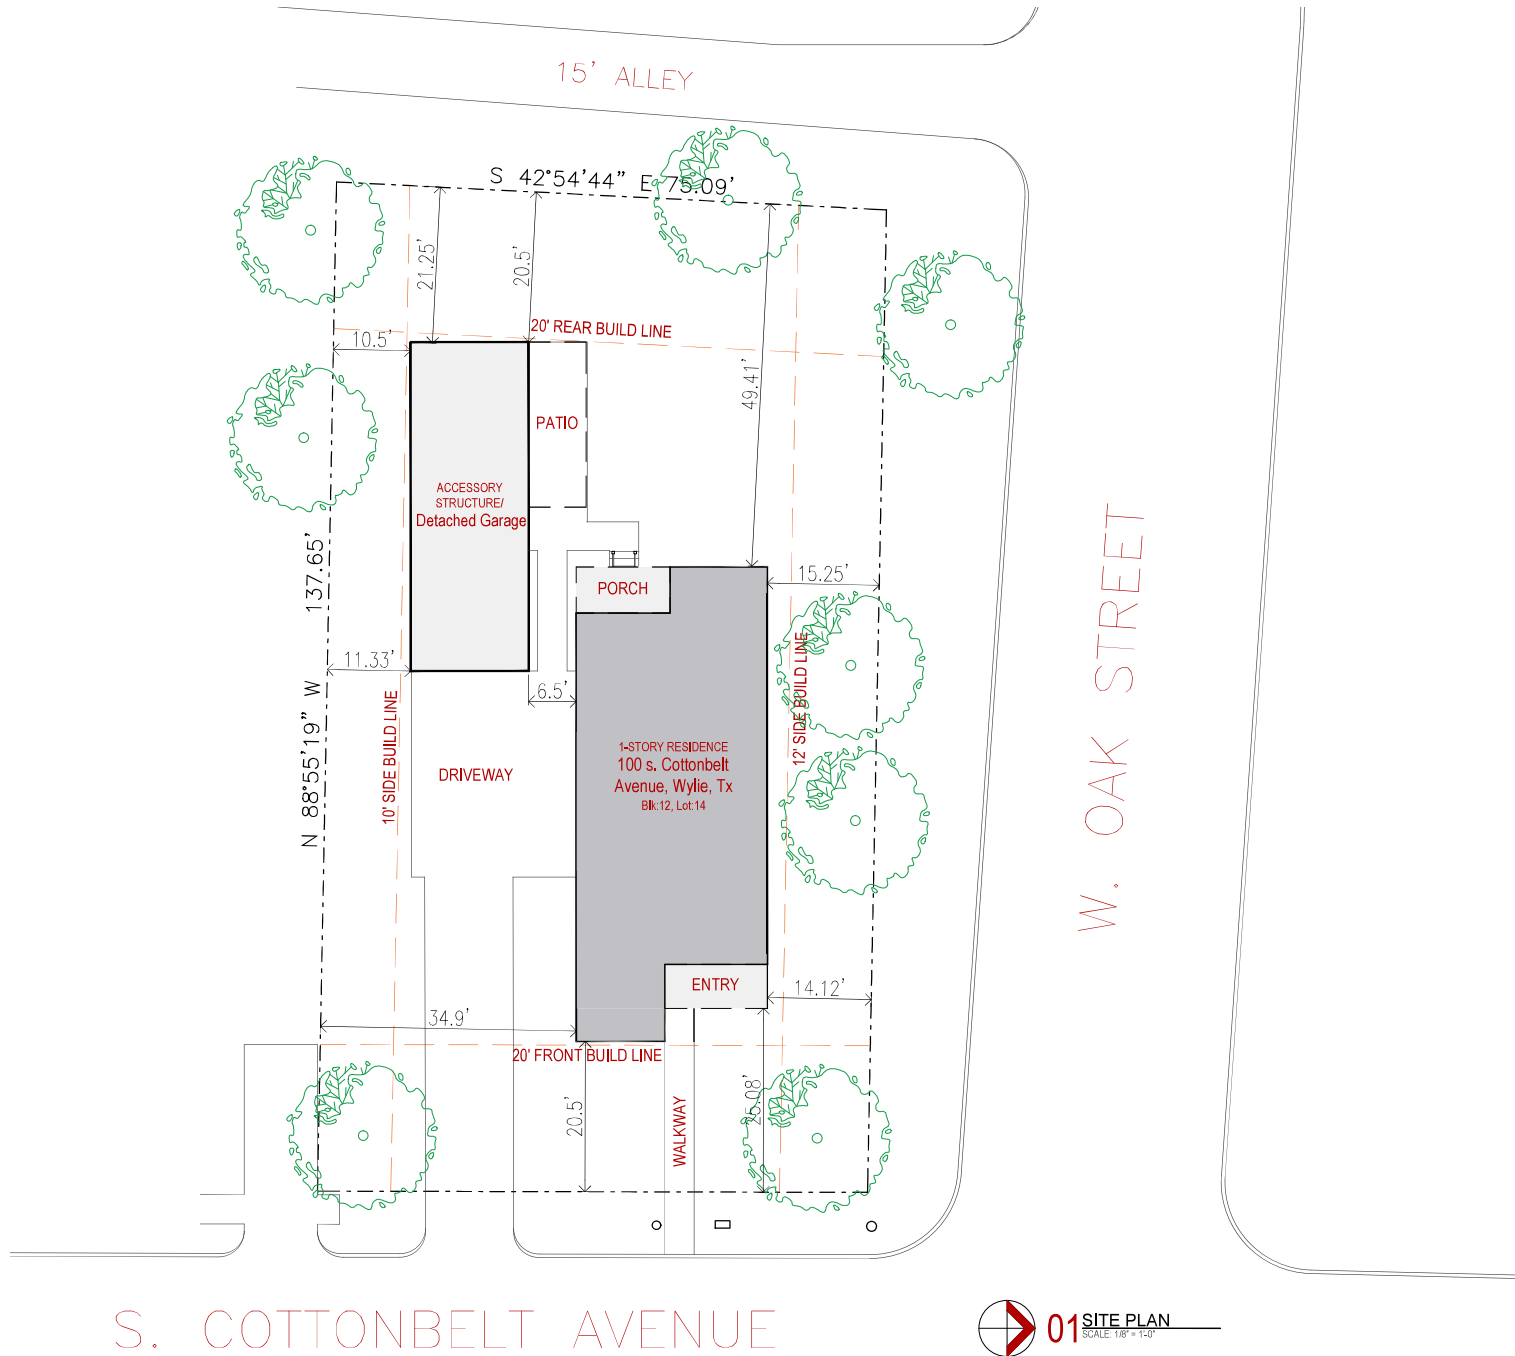 15' ALLEY
S 42°54'44" E 75.09'
21.25'
20.5'
20' REAR BUILD LINE
10.5'
49.41'
PATIO
ACCESSORY
STRUCTURE/
Detached Garage
137.65'
N 88°55'19" W
PORCH
15.25'
11.33'
6.5'
10' SIDE BUILD LINE
12' SIDE BUILD LINE
W. OAK STREET
DRIVEWAY
1-STORY RESIDENCE
100 s. Cottonbelt
Avenue, Wylie, Tx
Blk:12, Lot:14
ENTRY
14.12'
34.9'
20' FRONT BUILD LINE
20.5'
WALKWAY
25.08'
S. COTTONBELT AVENUE
01 SITE PLAN
SCALE: 1/8" = 1'-0"